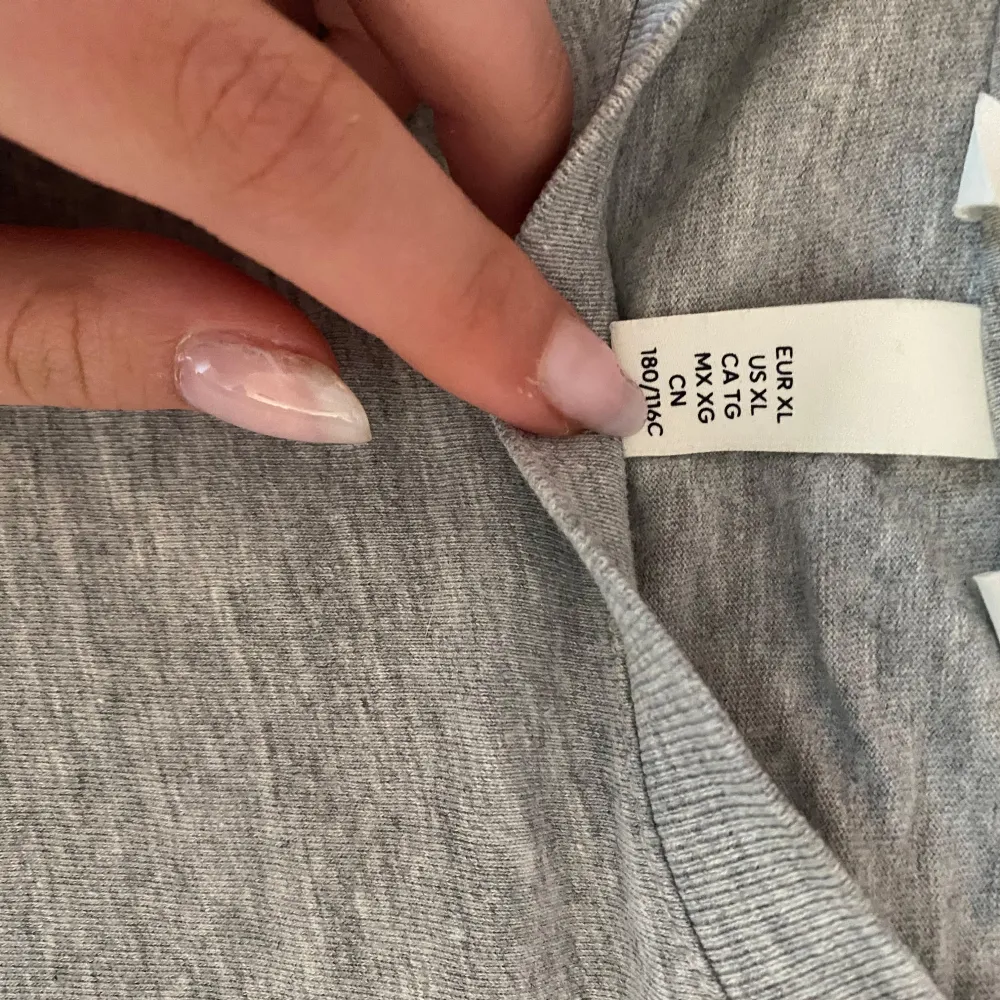 EUR XL
US XL
CA TG
MX XG
CN
180/116C